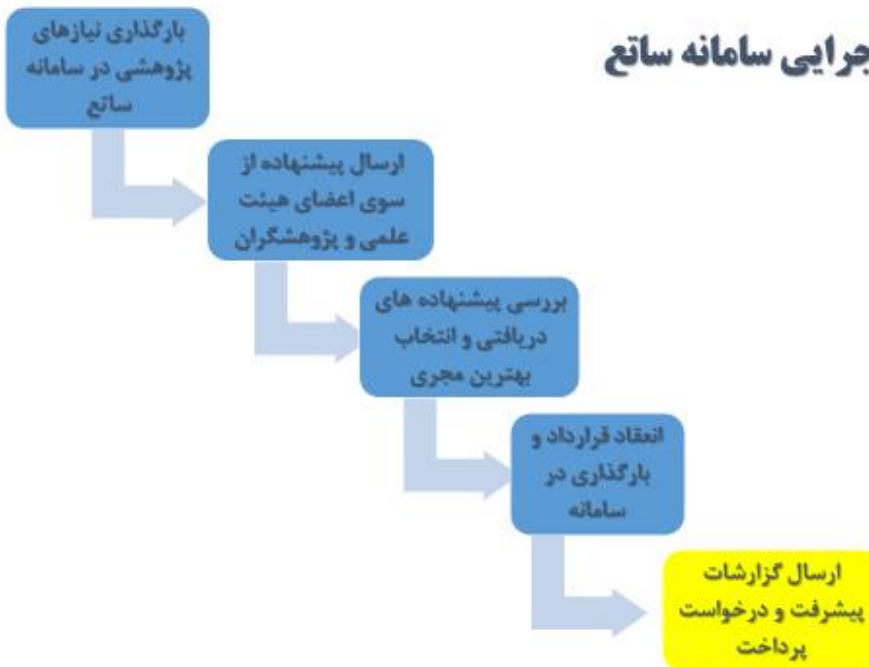 جرایی سامانه ساتع
بارگذاری نیازهای
پژوهشی در سامانه
ساتع
ارسال پیشنهاده از
سوی اعضای هیئت
علمی و پژوهشگران
بررسی پیشنهاده های
دریافتی و انتخاب
بهترین مجری
انعقاد قرارداد و
بارگذاری در
سامانه
ارسال گزارشات
پیشرفت و درخواست
پرداخت